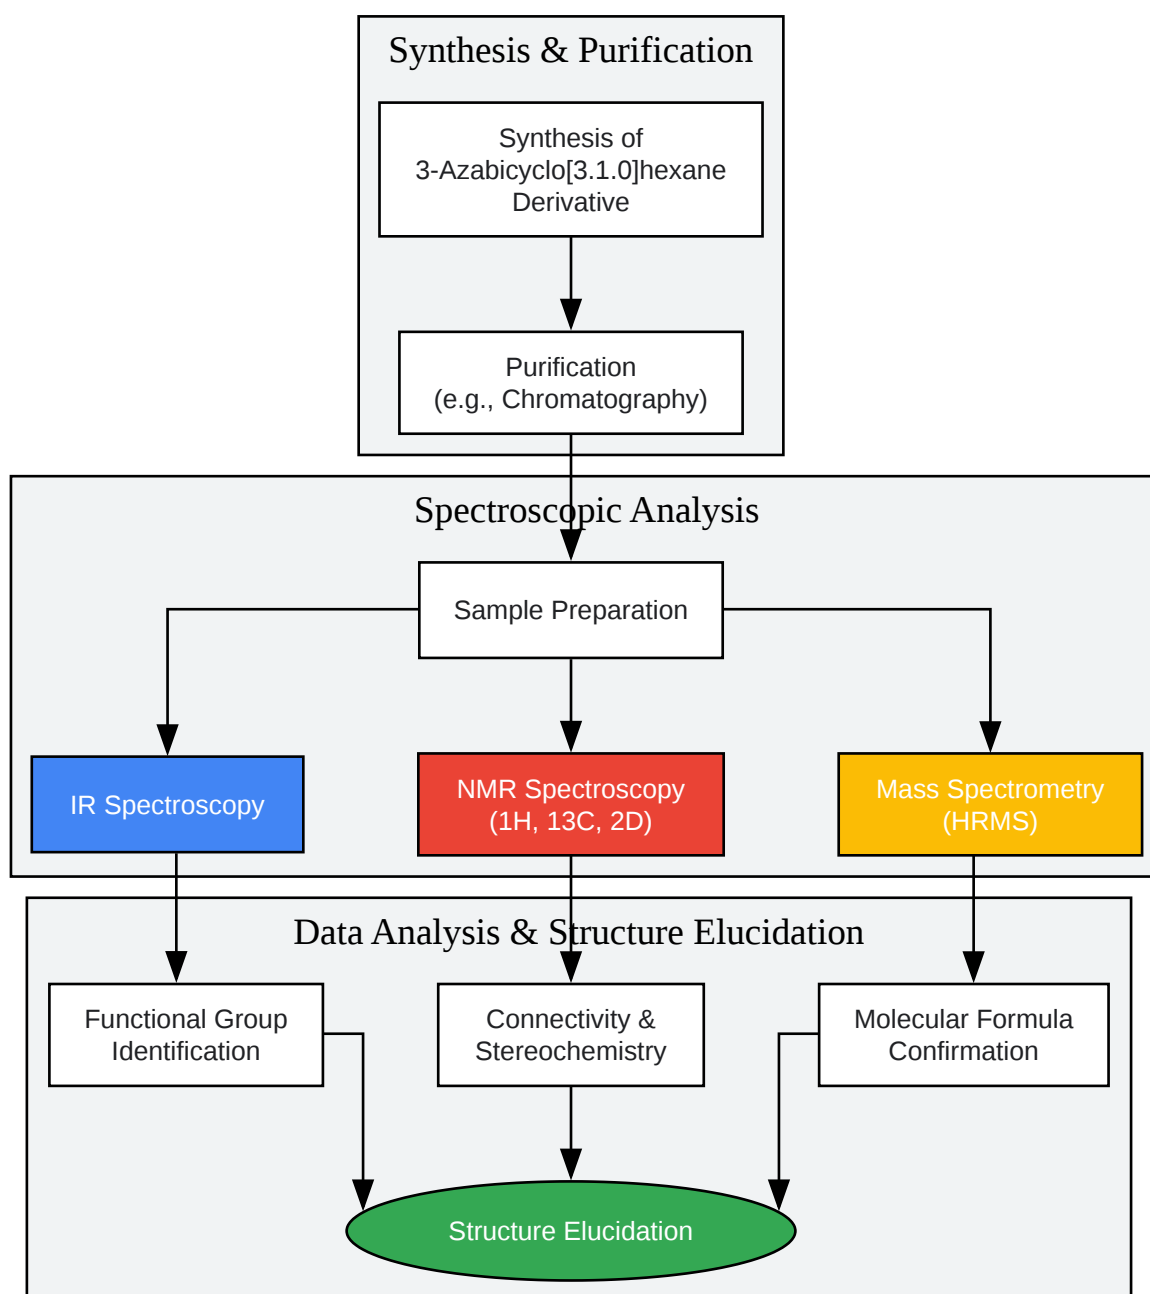 Synthesis & Purification
Synthesis of
3-Azabicyclo[3.1.0]hexane
Derivative
Purification
(e.g., Chromatography)
Spectroscopic Analysis
Sample Preparation
IR Spectroscopy
NMR Spectroscopy
(1H, 13C, 2D)
Mass Spectrometry
(HRMS)
Data Analysis & Structure Elucidation
Functional Group
Identification
Connectivity &
Stereochemistry
Molecular Formula
Confirmation
Structure Elucidation